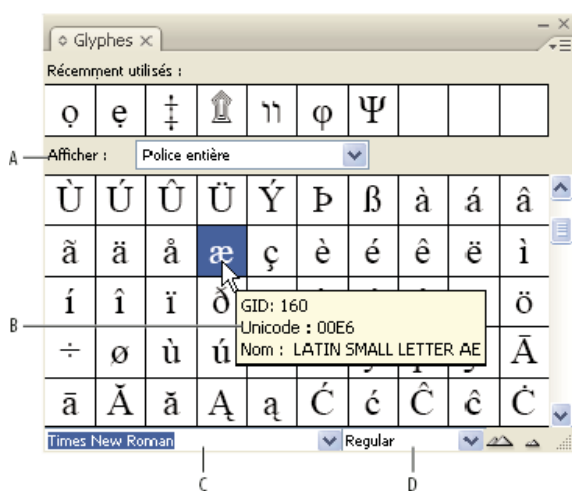 Glyphes
Récemment utilisés :
ọ ẹ ‡ װ φ Ψ
A
Afficher : Police entière
Ù Ú Û Ü Ý Þ ß à á â
ã ä å æ ç è é ê ë ì
í î ï ð ö
GID: 160
B
Unicode : 00E6
Nom : LATIN SMALL LETTER AE
÷ ø ù ú Ā
ā Ă ă Ą ą Ć ć Ĉ ĉ Ċ
Times New Roman Regular
C D